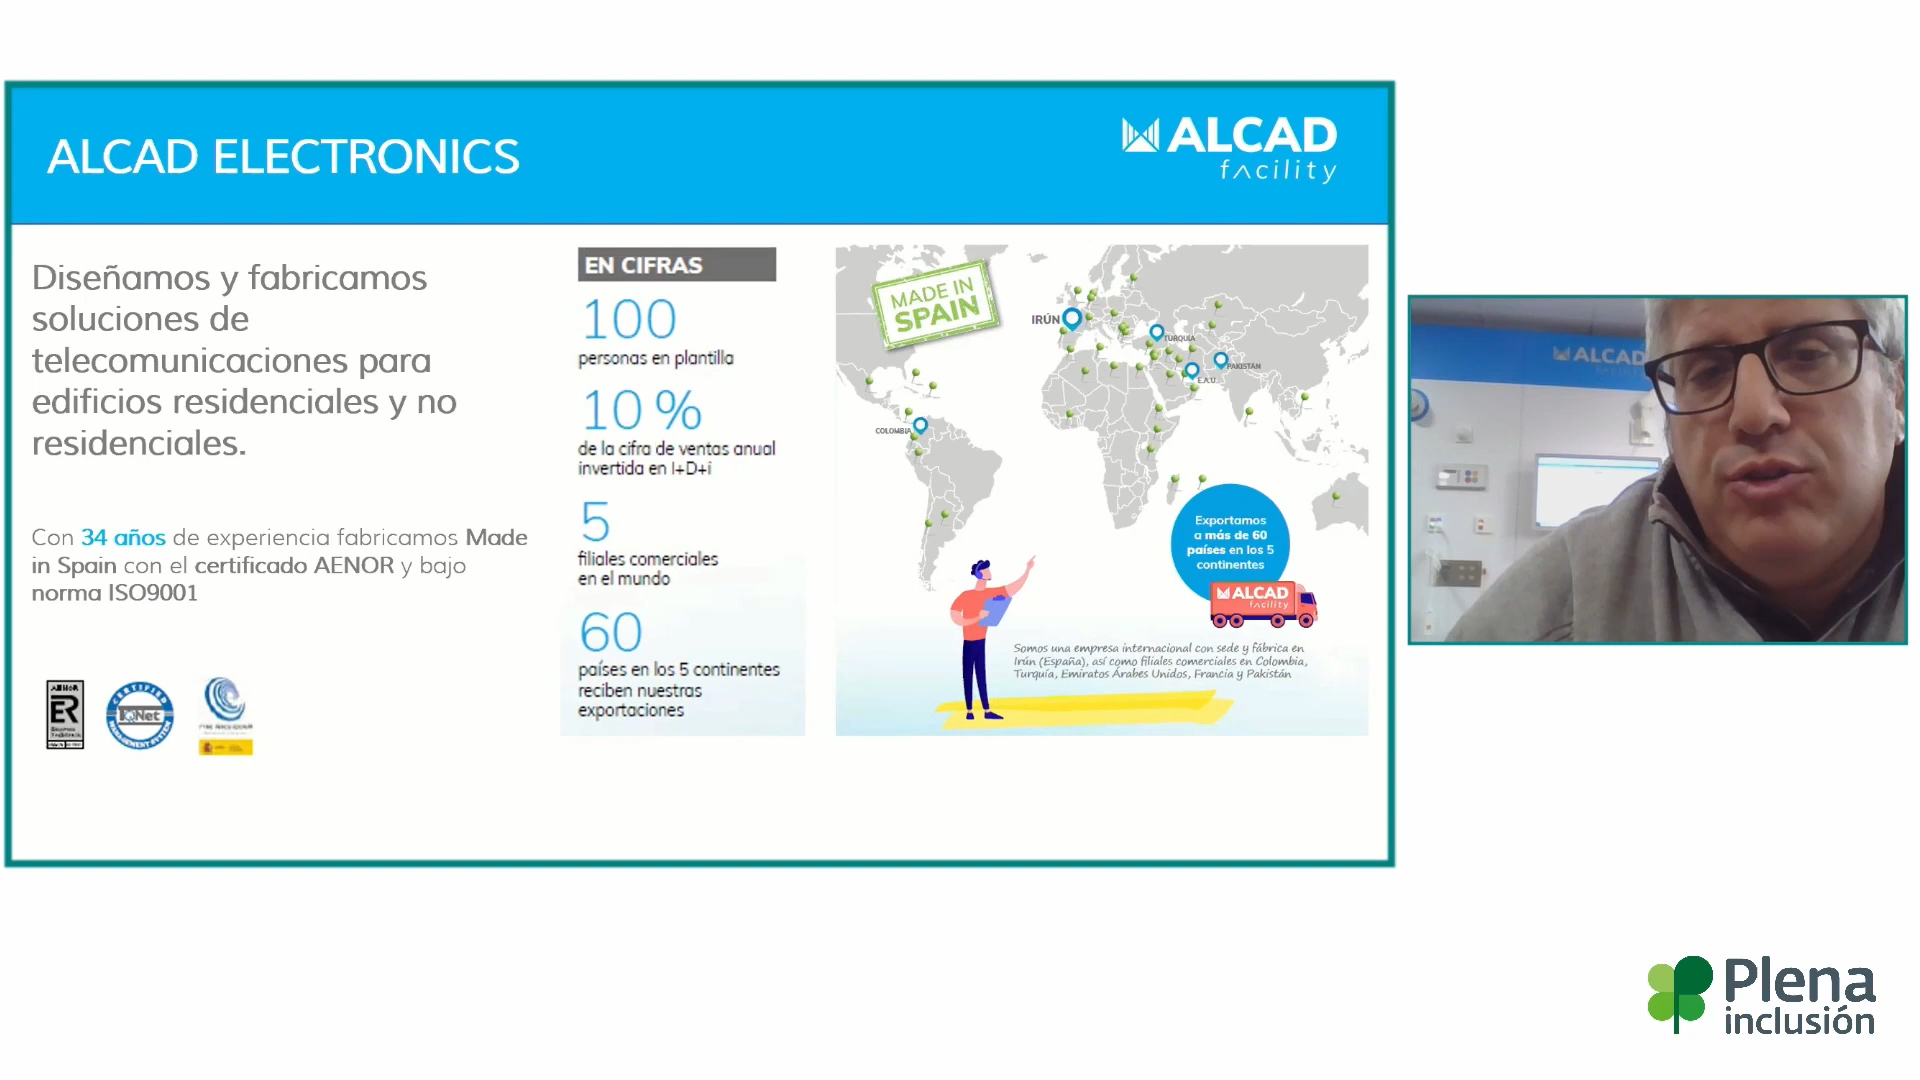 ALCAD ELECTRONICS
ALCAD
facility
Diseñamos y fabricamos
soluciones de
telecomunicaciones para
edificios residenciales y no
residenciales.
Con 34 años de experiencia fabricamos Made
in Spain con el certificado AENOR y bajo
norma ISO9001
AENOR
ER
CERTIFIED
IQNet
MANAGEMENT SYSTEM
EN CIFRAS
100
personas en plantilla
10 %
de la cifra de ventas anual
invertida en I+D+i
5
filiales comerciales
en el mundo
60
países en los 5 continentes
reciben nuestras
exportaciones
MADE IN
SPAIN
IRÚN
TURQUÍA
PAKISTÁN
E.A.U.
COLOMBIA
Exportamos
a más de 60
países en los 5
continentes
ALCAD
facility
Somos una empresa internacional con sede y fábrica en
Irún (España), así como filiales comerciales en Colombia,
Turquía, Emiratos Árabes Unidos, Francia y Pakistán
ALCAD
Plena
inclusión